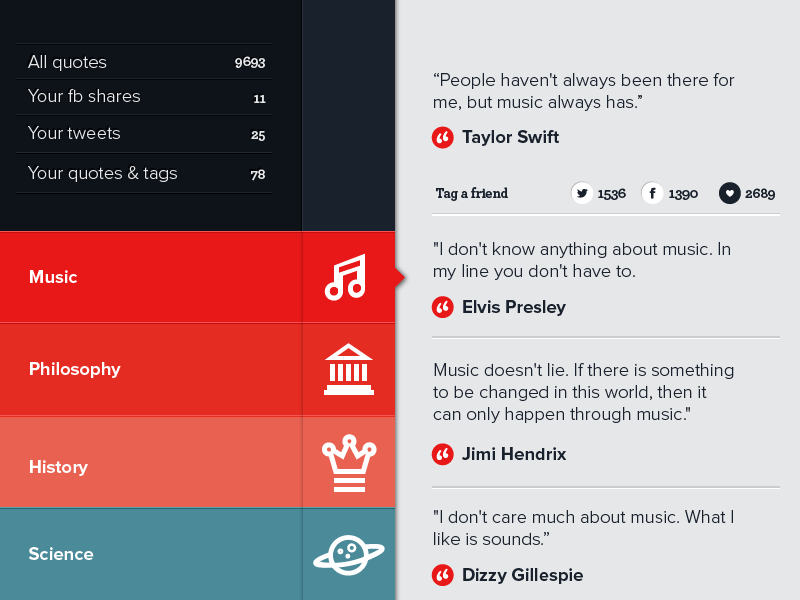 All quotes 9693
Your fb shares 11
Your tweets 25
Your quotes & tags 78
Music
Philosophy
History
Science
“People haven't always been there for
me, but music always has.”
Taylor Swift
Tag a friend 1536 1390 2689
"I don't know anything about music. In
my line you don't have to.
Elvis Presley
Music doesn't lie. If there is something
to be changed in this world, then it
can only happen through music."
Jimi Hendrix
"I don't care much about music. What I
like is sounds.”
Dizzy Gillespie